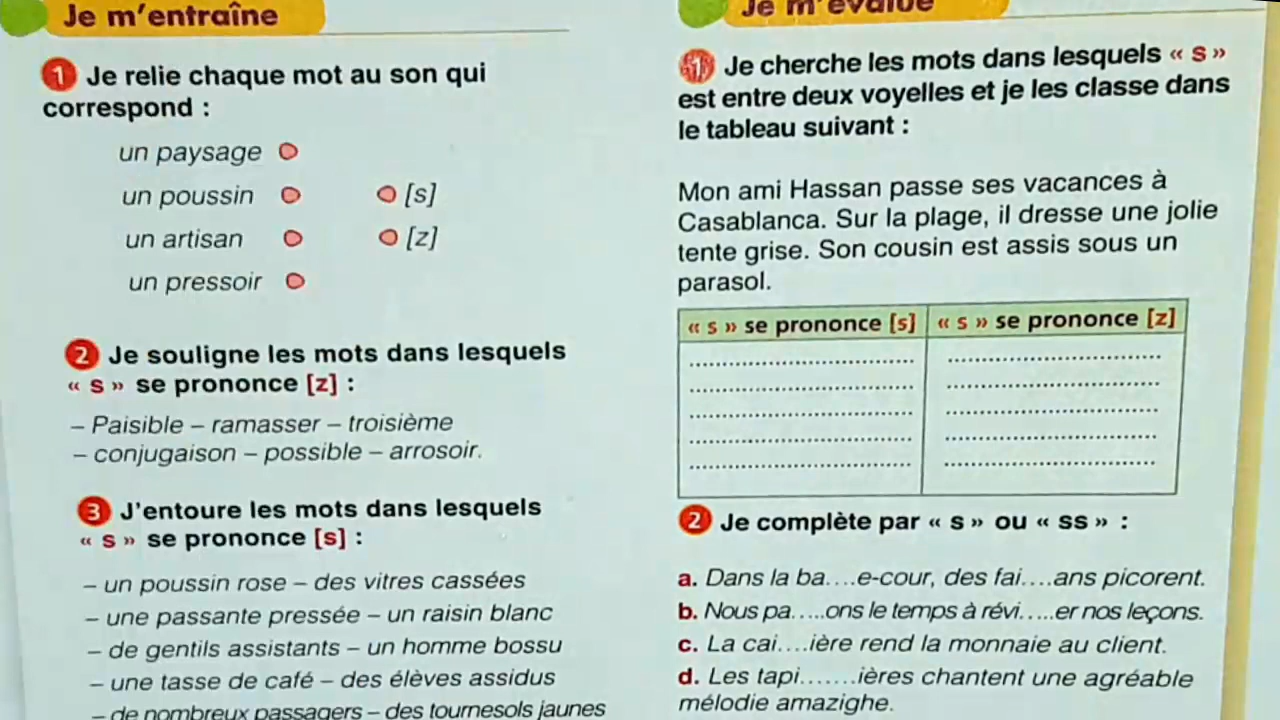 Je m'entraîne
1 Je relie chaque mot au son qui
correspond :
un paysage
un poussin
[s]
un artisan
[z]
un pressoir
2 Je souligne les mots dans lesquels
« s » se prononce [z] :
– Paisible – ramasser – troisième
– conjugaison – possible – arrosoir.
3 J'entoure les mots dans lesquels
« s » se prononce [s] :
– un poussin rose – des vitres cassées
– une passante pressée – un raisin blanc
– de gentils assistants – un homme bossu
– une tasse de café – des élèves assidus
– de nombreux passagers – des tournesols jaunes
Je m'évalue
1 Je cherche les mots dans lesquels « s »
est entre deux voyelles et je les classe dans
le tableau suivant :
Mon ami Hassan passe ses vacances à
Casablanca. Sur la plage, il dresse une jolie
tente grise. Son cousin est assis sous un
parasol.
« s » se prononce [s] « s » se prononce [z]
2 Je complète par « s » ou « ss » :
a. Dans la ba....e-cour, des fai....ans picorent.
b. Nous pa.....ons le temps à révi.....er nos leçons.
c. La cai....ière rend la monnaie au client.
d. Les tapi.......ières chantent une agréable
mélodie amazighe.